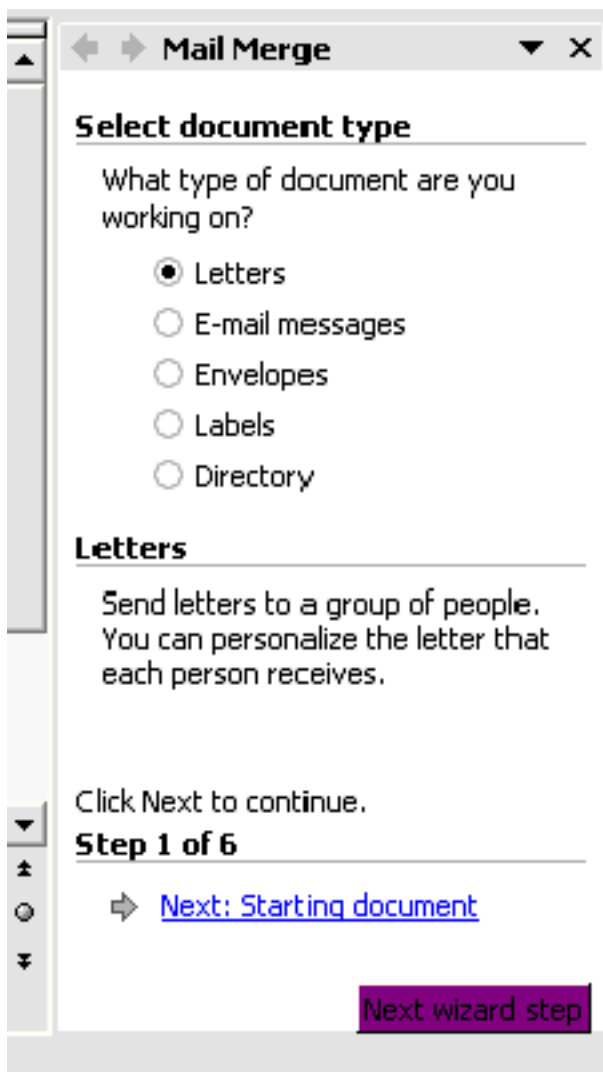 Mail Merge
Select document type
What type of document are you
working on?
Letters
E-mail messages
Envelopes
Labels
Directory
Letters
Send letters to a group of people.
You can personalize the letter that
each person receives.
Click Next to continue.
Step 1 of 6
Next: Starting document
Next wizard step